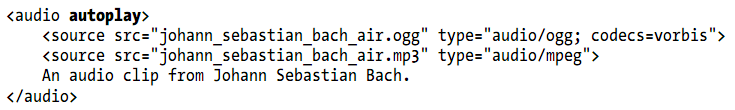 <audio autoplay>
<source src="johann_sebastian_bach_air.ogg" type="audio/ogg; codecs=vorbis">
<source src="johann_sebastian_bach_air.mp3" type="audio/mpeg">
An audio clip from Johann Sebastian Bach.
</audio>